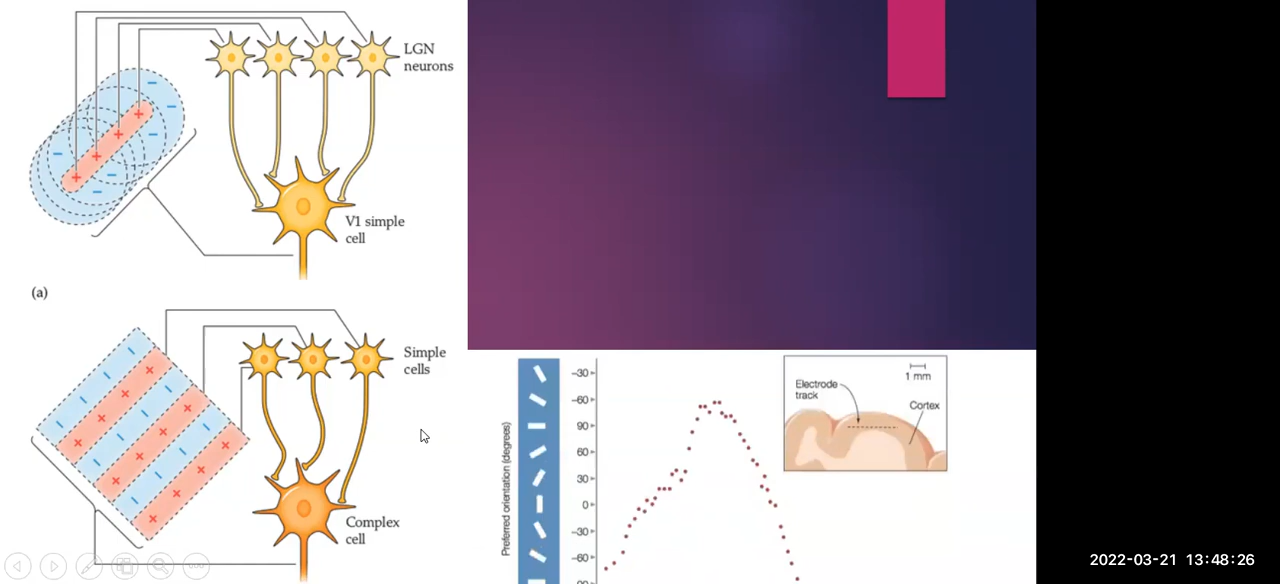 LGN
neurons
V1 simple
cell
(a)
Simple
cells
Complex
cell
Preferred orientation (degrees)
–30
–60
90
60
30
0
–30
–60
Electrode
track
1 mm
Cortex
2022-03-21 13:48:26